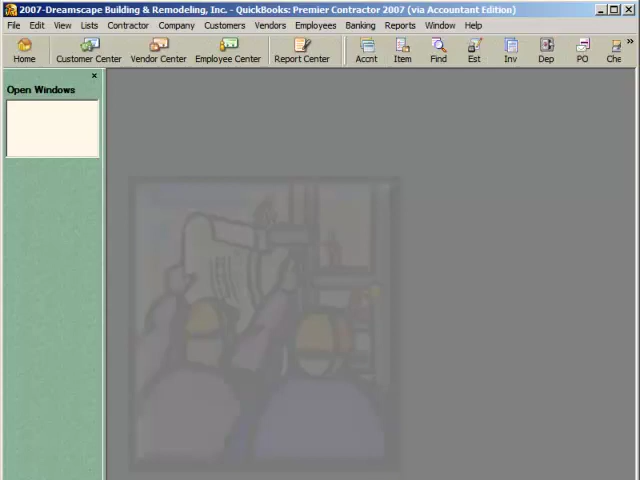 2007-Dreamscape Building & Remodeling, Inc. - QuickBooks: Premier Contractor 2007 (via Accountant Edition)
File Edit View Lists Contractor Company Customers Vendors Employees Banking Reports Window Help
Home Customer Center Vendor Center Employee Center Report Center Accnt Item Find Est Inv Dep PO Che
Open Windows